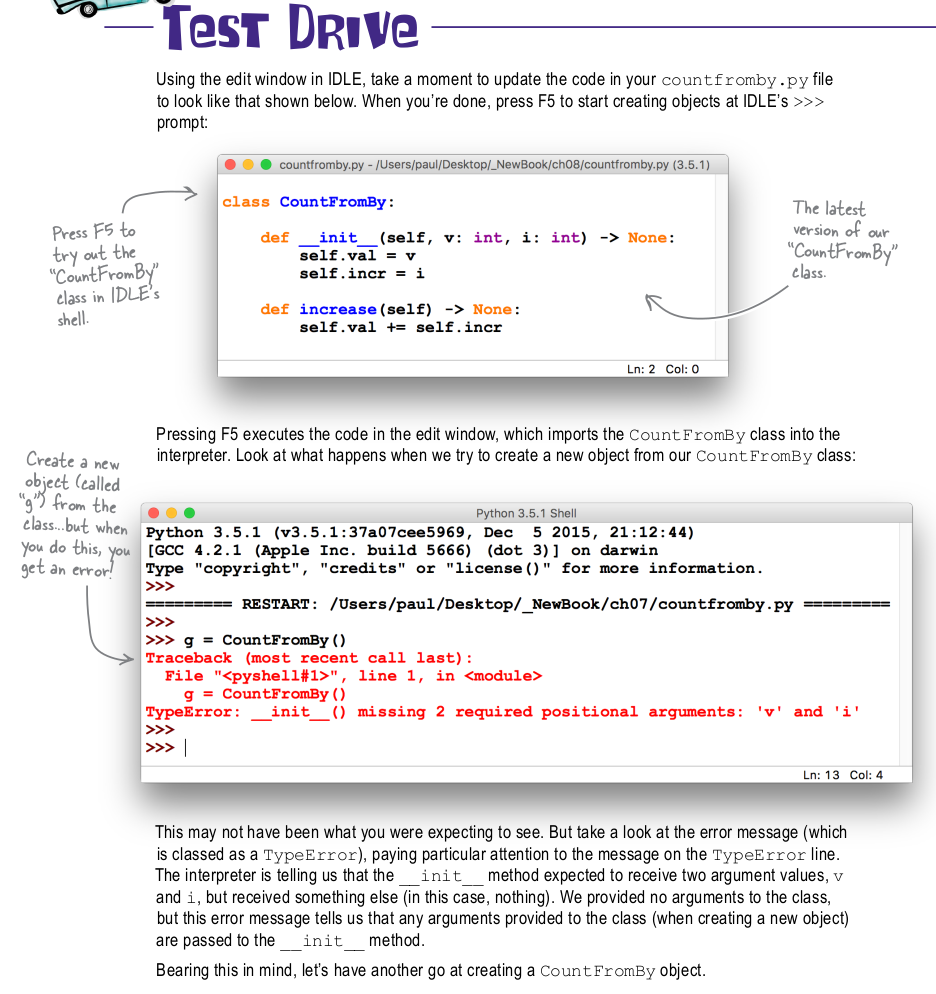 TEST DRIVE
Using the edit window in IDLE, take a moment to update the code in your countfromby.py file
to look like that shown below. When you're done, press F5 to start creating objects at IDLE's >>>
prompt:
countfromby.py - /Users/paul/Desktop/_NewBook/ch08/countfromby.py (3.5.1)
class CountFromBy:
    def __init__(self, v: int, i: int) -> None:
        self.val = v
        self.incr = i
    def increase(self) -> None:
        self.val += self.incr
Ln: 2 Col: 0
Press F5 to
try out the
"CountFromBy"
class in IDLE's
shell.
The latest
version of our
"CountFromBy"
class.
Pressing F5 executes the code in the edit window, which imports the CountFromBy class into the
interpreter. Look at what happens when we try to create a new object from our CountFromBy class:
Create a new
object (called
"g") from the
class...but when
you do this, you
get an error!
Python 3.5.1 Shell
Python 3.5.1 (v3.5.1:37a07cee5969, Dec  5 2015, 21:12:44)
[GCC 4.2.1 (Apple Inc. build 5666) (dot 3)] on darwin
Type "copyright", "credits" or "license()" for more information.
>>>
========= RESTART: /Users/paul/Desktop/_NewBook/ch07/countfromby.py =========
>>>
>>> g = CountFromBy()
Traceback (most recent call last):
  File "<pyshell#1>", line 1, in <module>
    g = CountFromBy()
TypeError: __init__() missing 2 required positional arguments: 'v' and 'i'
>>>
>>>
Ln: 13 Col: 4
This may not have been what you were expecting to see. But take a look at the error message (which
is classed as a TypeError), paying particular attention to the message on the TypeError line.
The interpreter is telling us that the __init__ method expected to receive two argument values, v
and i, but received something else (in this case, nothing). We provided no arguments to the class,
but this error message tells us that any arguments provided to the class (when creating a new object)
are passed to the __init__ method.
Bearing this in mind, let's have another go at creating a CountFromBy object.